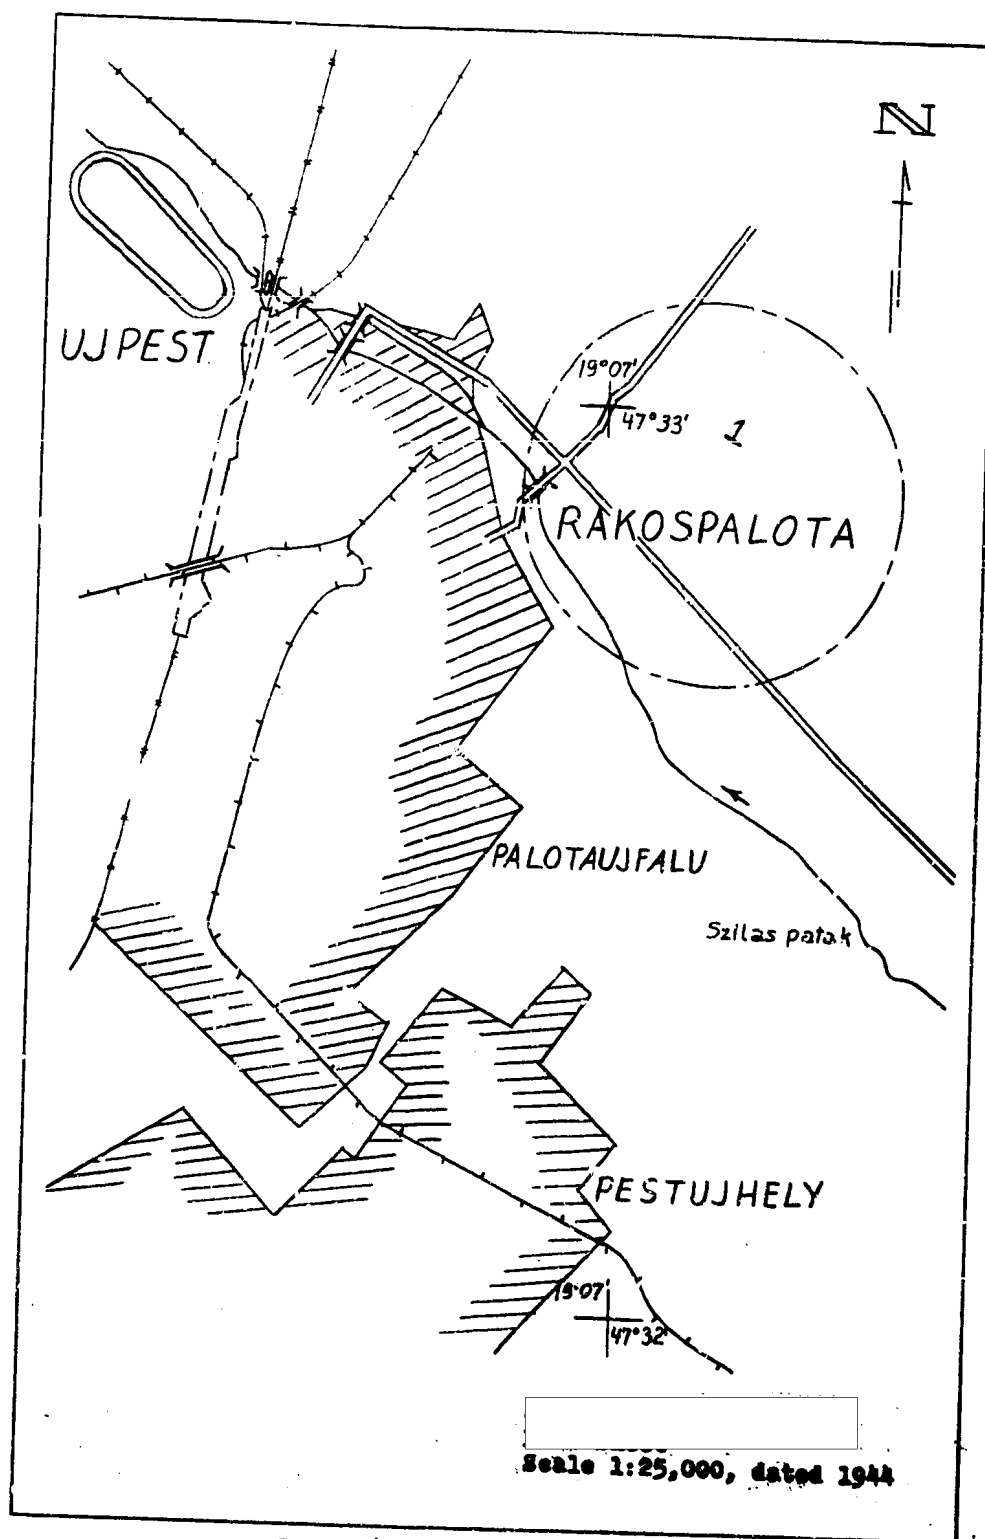 N
UJPEST
19°07'
47°33'
1
RAKOSPALOTA
PALOTAUJFALU
Szilas patak
PESTUJHELY
19°07'
47°32'
Scale 1:25,000, dated 1944